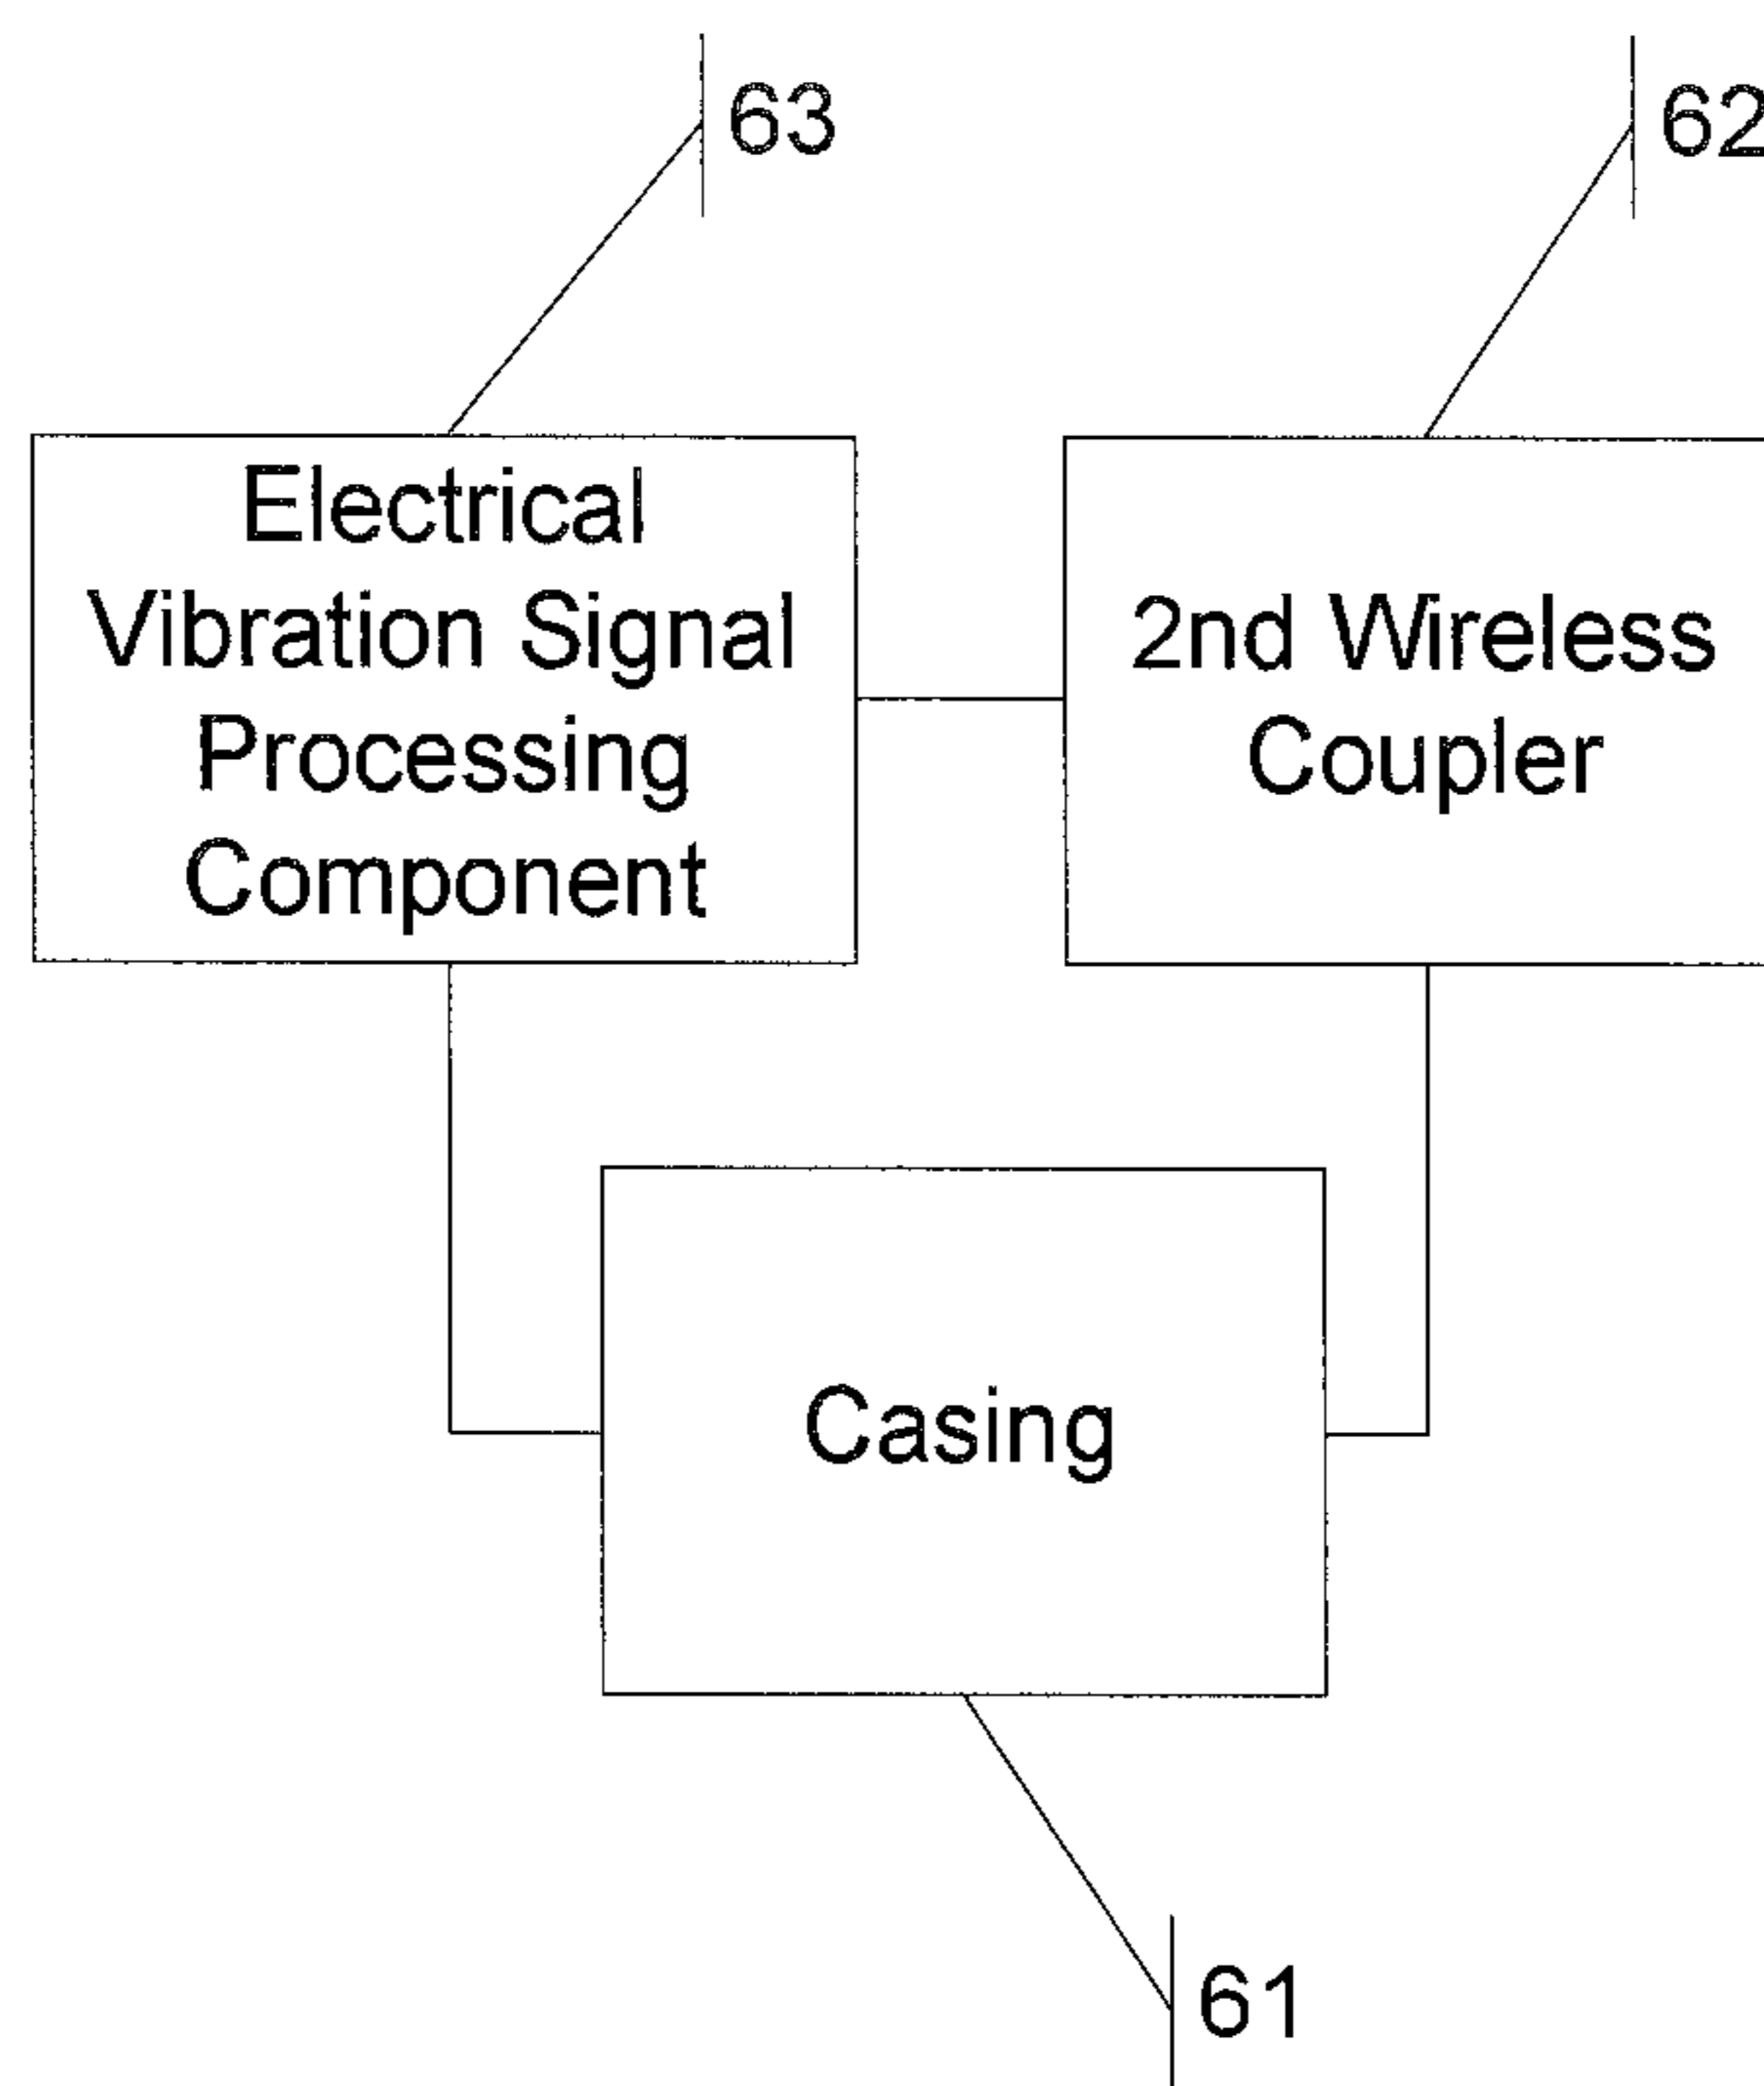 63
62
Electrical
Vibration Signal
Processing
Component
2nd Wireless
Coupler
Casing
61